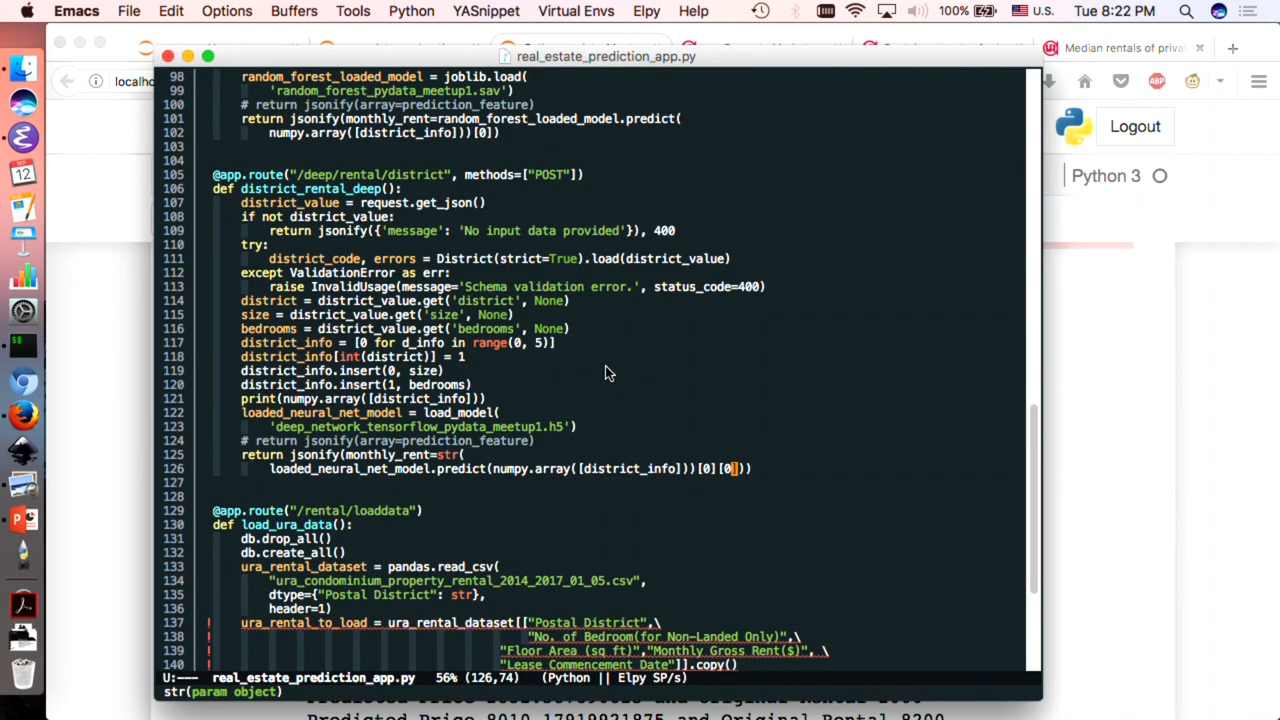 Emacs File Edit Options Buffers Tools Python YASnippet Virtual Envs Elpy Help 100% U.S. Tue 8:22 PM
real_estate_prediction_app.py
Median rentals of priva
localho
ABP
Logout
Python 3
98 random_forest_loaded_model = joblib.load(
99 'random_forest_pydata_meetup1.sav')
100 # return jsonify(array=prediction_feature)
101 return jsonify(monthly_rent=random_forest_loaded_model.predict(
102 numpy.array([district_info]))[0])
103
104
105 @app.route("/deep/rental/district", methods=["POST"])
106 def district_rental_deep():
107 district_value = request.get_json()
108 if not district_value:
109 return jsonify({'message': 'No input data provided'}), 400
110 try:
111 district_code, errors = District(strict=True).load(district_value)
112 except ValidationError as err:
113 raise InvalidUsage(message='Schema validation error.', status_code=400)
114 district = district_value.get('district', None)
115 size = district_value.get('size', None)
116 bedrooms = district_value.get('bedrooms', None)
117 district_info = [0 for d_info in range(0, 5)]
118 district_info[int(district)] = 1
119 district_info.insert(0, size)
120 district_info.insert(1, bedrooms)
121 print(numpy.array([district_info]))
122 loaded_neural_net_model = load_model(
123 'deep_network_tensorflow_pydata_meetup1.h5')
124 # return jsonify(array=prediction_feature)
125 return jsonify(monthly_rent=str(
126 loaded_neural_net_model.predict(numpy.array([district_info]))[0][0]))
127
128
129 @app.route("/rental/loaddata")
130 def load_ura_data():
131 db.drop_all()
132 db.create_all()
133 ura_rental_dataset = pandas.read_csv(
134 "ura_condominium_property_rental_2014_2017_01_05.csv",
135 dtype={"Postal District": str},
136 header=1)
137 ! ura_rental_to_load = ura_rental_dataset[["Postal District",\
138 ! "No. of Bedroom(for Non-Landed Only)",\
139 ! "Floor Area (sq ft)","Monthly Gross Rent($)", \
140 ! "Lease Commencement Date"]].copy()
U:--- real_estate_prediction_app.py 56% (126,74) (Python || Elpy SP/s)
str(param object)
Predicted Price 8010.17919921875 and Original Rental 8200